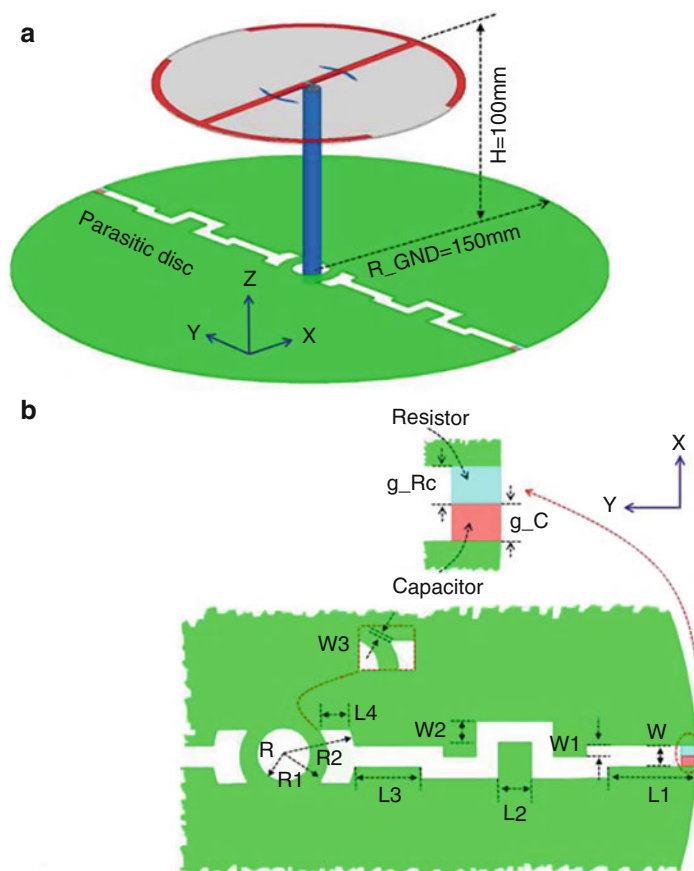 a
H=100mm
Parasitic disc
R_GND=150mm
Z
Y
X
b
Resistor
X
g_Rc
Y
g_C
Capacitor
W3
L4
W2
W1
W
R
R2
R1
L3
L2
L1